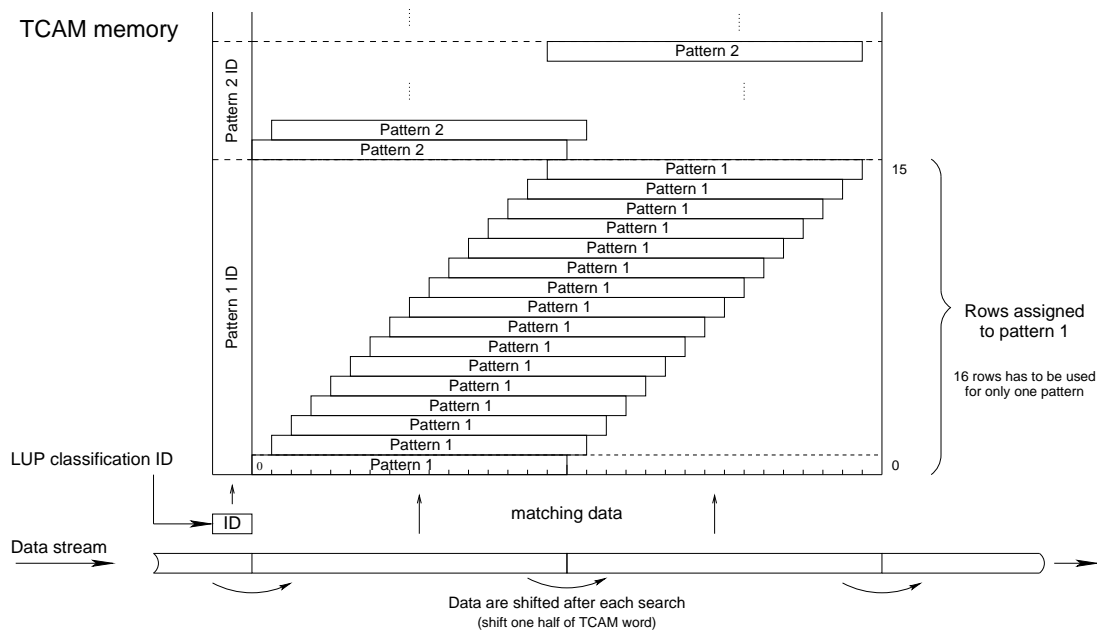 TCAM memory
Pattern 2 ID
Pattern 2
Pattern 2
Pattern 2
Pattern 1 ID
Pattern 1
15
Pattern 1
Pattern 1
Pattern 1
Pattern 1
Pattern 1
Pattern 1
Pattern 1
Pattern 1
Pattern 1
Pattern 1
Pattern 1
Pattern 1
Pattern 1
Pattern 1
0
Pattern 1
0
Rows assigned
to pattern 1
16 rows has to be used
for only one pattern
LUP classification ID
ID
matching data
Data stream
Data are shifted after each search
(shift one half of TCAM word)